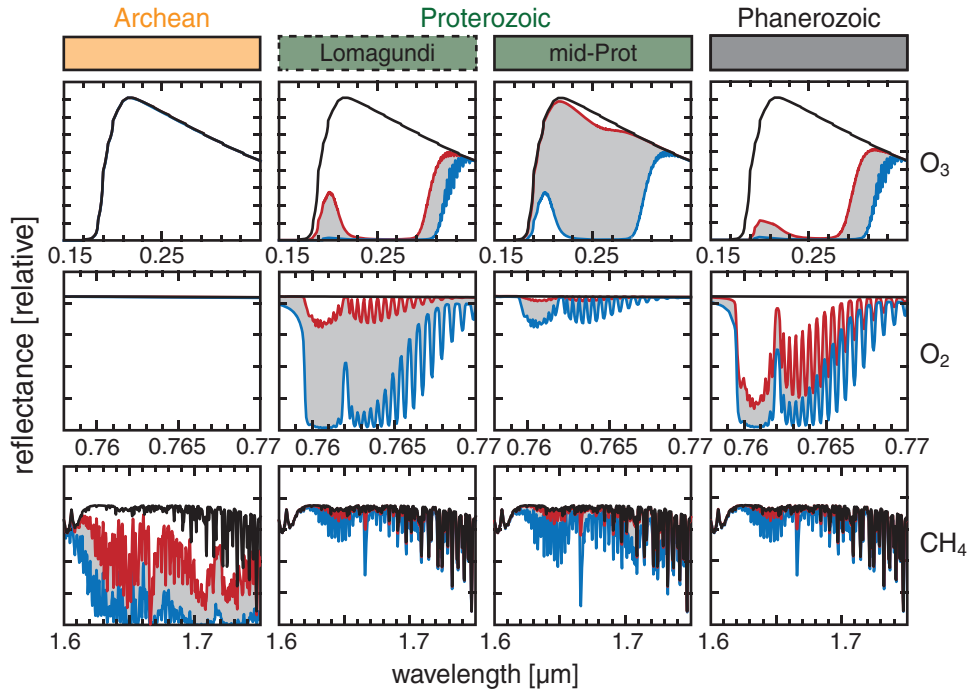 Archean Proterozoic Phanerozoic
Lomagundi mid-Prot
O3
0.15 0.25 0.15 0.25 0.15 0.25 0.15 0.25
O2
0.76 0.765 0.77 0.76 0.765 0.77 0.76 0.765 0.77 0.76 0.765 0.77
CH4
1.6 1.7 1.6 1.7 1.6 1.7 1.6 1.7
reflectance [relative]
wavelength [µm]